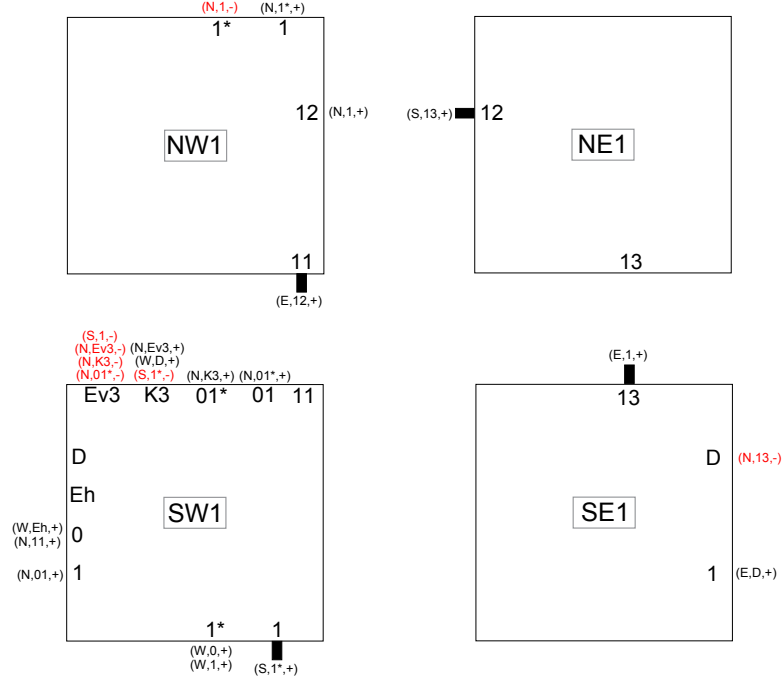 (N,1,-) (N,1*,+)
1* 1
12 (N,1,+)
NW1
11
(E,12,+)
(S,13,+) 12
NE1
13
(S,1,-)
(N,Ev3,-) (N,Ev3,+)
(N,K3,-) (W,D,+)
(N,01*,-) (S,1*,-) (N,K3,+) (N,01*,+)
Ev3 K3 01* 01 11
D
Eh
SW1
(W,Eh,+)
(N,11,+) 0
(N,01,+) 1
1* 1
(W,0,+)
(W,1,+) (S,1*,+)
(E,1,+)
13
D (N,13,-)
SE1
1 (E,D,+)